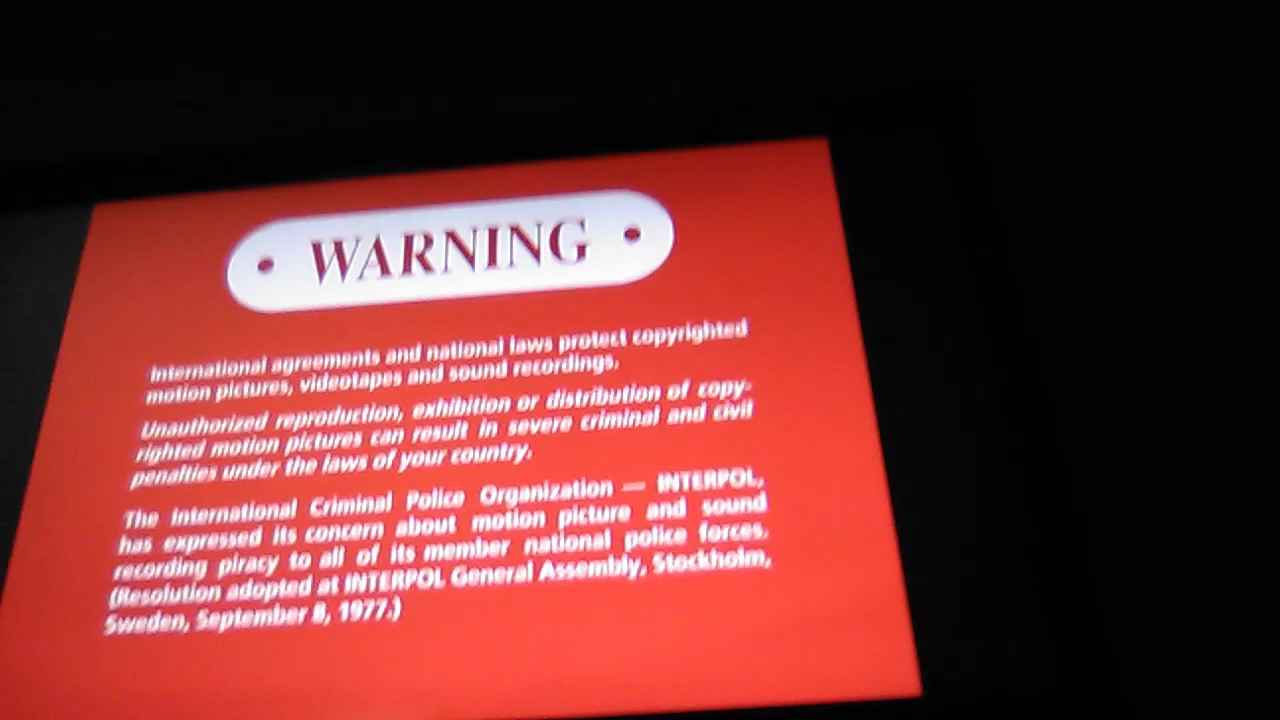 WARNING
International agreements and national laws protect copyrighted
motion pictures, videotapes and sound recordings.
Unauthorized reproduction, exhibition or distribution of copy-
righted motion pictures can result in severe criminal and civil
penalties under the laws of your country.
The International Criminal Police Organization — INTERPOL,
has expressed its concern about motion picture and sound
recording piracy to all of its member national police forces.
(Resolution adopted at INTERPOL General Assembly, Stockholm,
Sweden, September 8, 1977.)